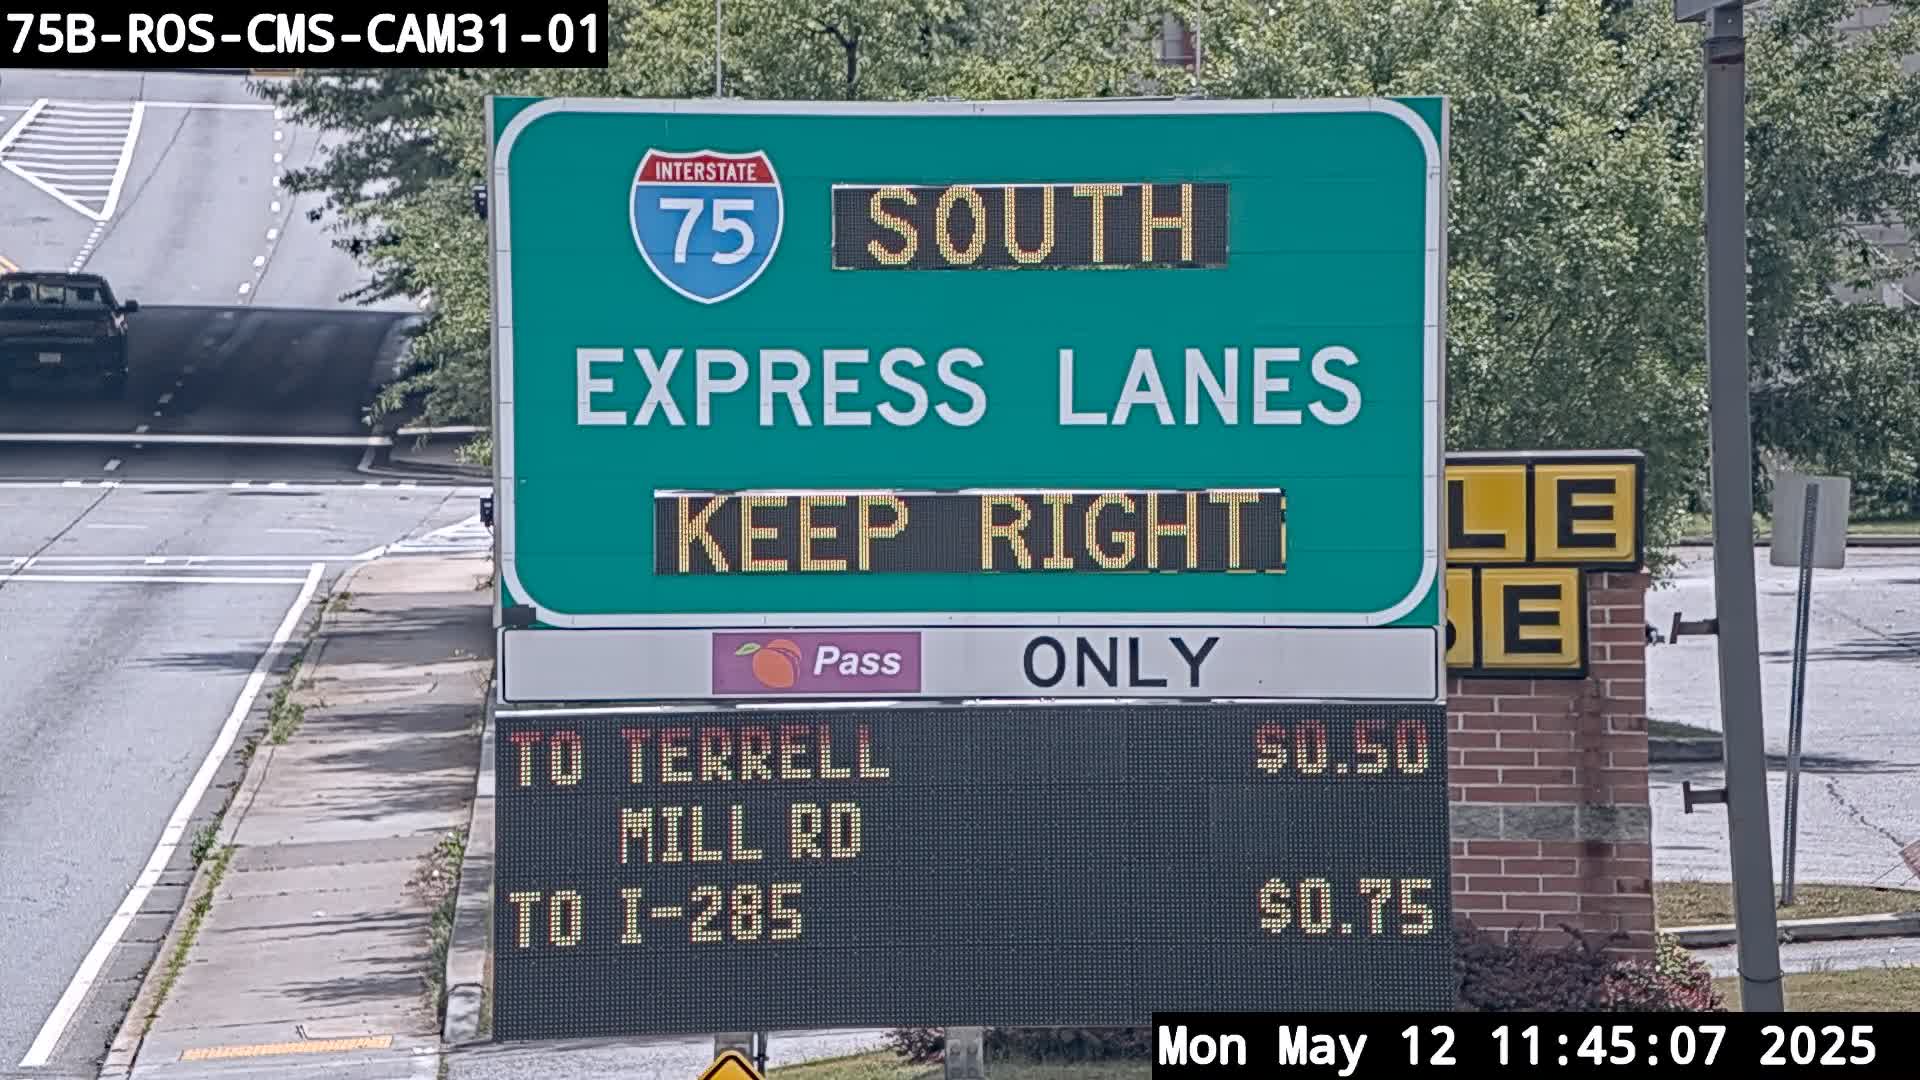 75B-ROS-CMS-CAM31-01
INTERSTATE
75
SOUTH
EXPRESS LANES
KEEP RIGHT
LE
E
Pass ONLY
TO TERRELL $0.50
MILL RD
TO I-285 $0.75
Mon May 12 11:45:07 2025